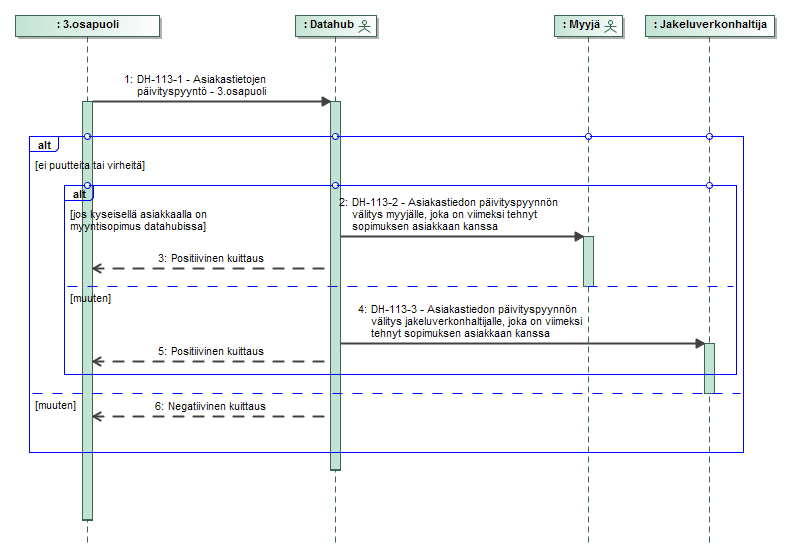 : 3.osapuoli
: Datahub
: Myyjä
: Jakeluverkonhaltija
1: DH-113-1 - Asiakastietojen
päivityspyyntö - 3.osapuoli
alt
[ei puutteita tai virheitä]
alt
[jos kyseisellä asiakkaalla on
myyntisopimus datahubissa]
2: DH-113-2 - Asiakastiedon päivityspyynnön
välitys myyjälle, joka on viimeksi tehnyt
sopimuksen asiakkaan kanssa
3: Positiivinen kuittaus
[muuten]
4: DH-113-3 - Asiakastiedon päivityspyynnön
välitys jakeluverkonhaltijalle, joka on viimeksi
tehnyt sopimuksen asiakkaan kanssa
5: Positiivinen kuittaus
[muuten]
6: Negatiivinen kuittaus